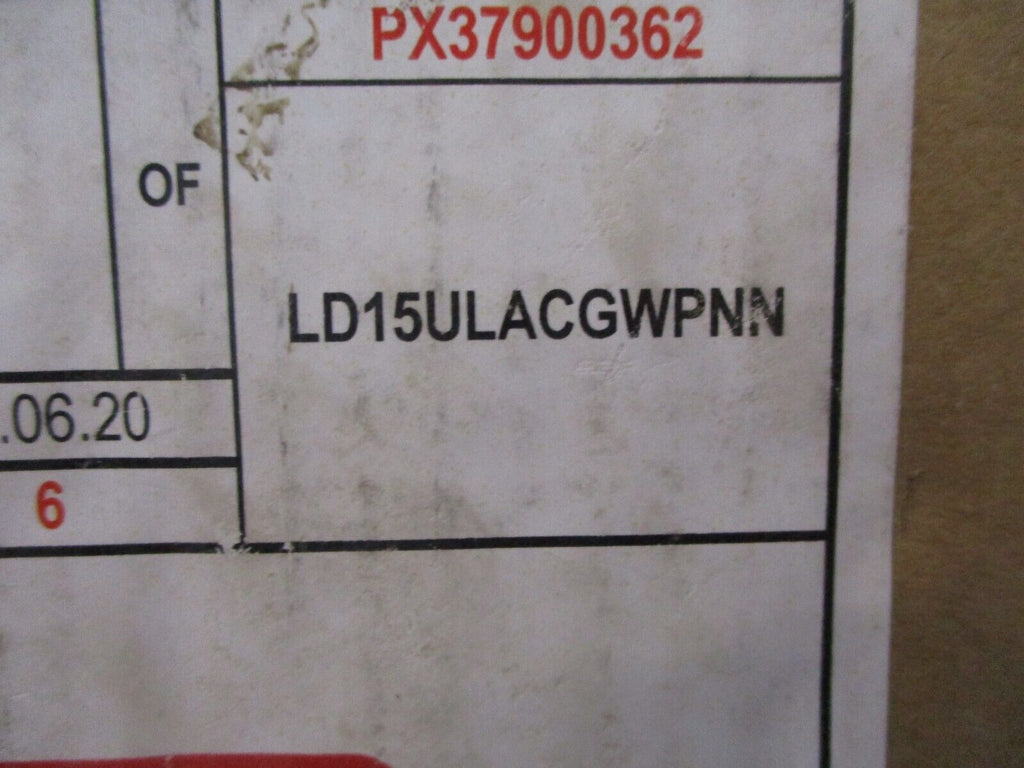 PX37900362
OF
LD15ULACGWPNN
.06.20
6